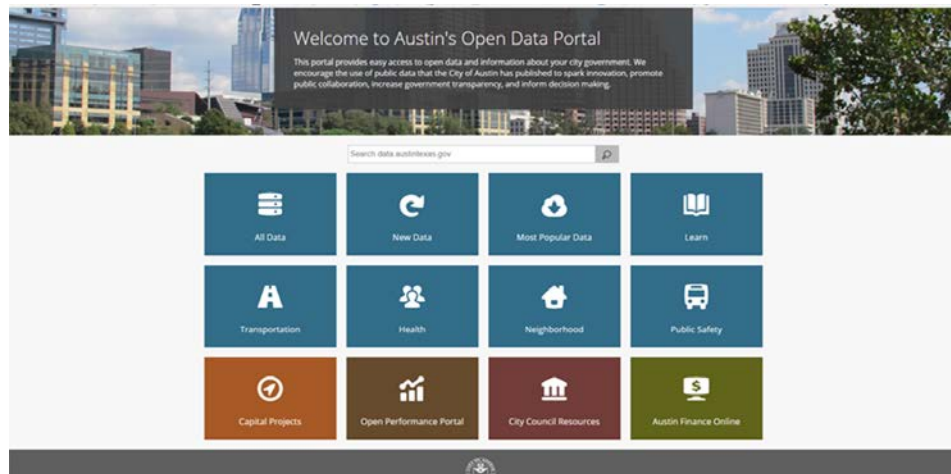 Welcome to Austin's Open Data Portal
This portal provides easy access to open data and information about your city government. We
encourage the use of public data that the City of Austin has published to spark innovation, promote
public collaboration, increase government transparency, and inform decision making.
Search data.austintexas.gov
All Data
New Data
Most Popular Data
Learn
Transportation
Health
Neighborhood
Public Safety
Capital Projects
Open Performance Portal
City Council Resources
Austin Finance Online